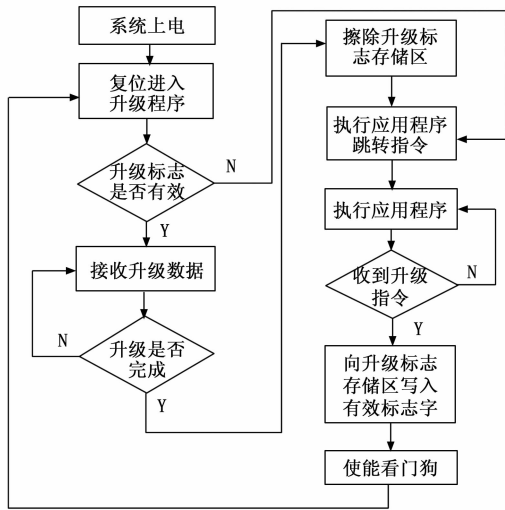 系统上电
复位进入
升级程序
升级标志
是否有效
N
Y
接收升级数据
N
升级是否
完成
Y
擦除升级标
志存储区
执行应用程序
跳转指令
执行应用程序
收到升级
指令
N
Y
向升级标志
存储区写入
有效标志字
使能看门狗